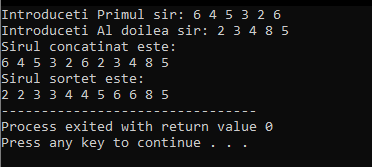 Introduceti Primul sir: 6 4 5 3 2 6
Introduceti Al doilea sir: 2 3 4 8 5
Sirul concatinat este:
6 4 5 3 2 6 2 3 4 8 5
Sirul sortet este:
2 2 3 3 4 4 5 6 6 8 5
--------------------------------
Process exited with return value 0
Press any key to continue . . .